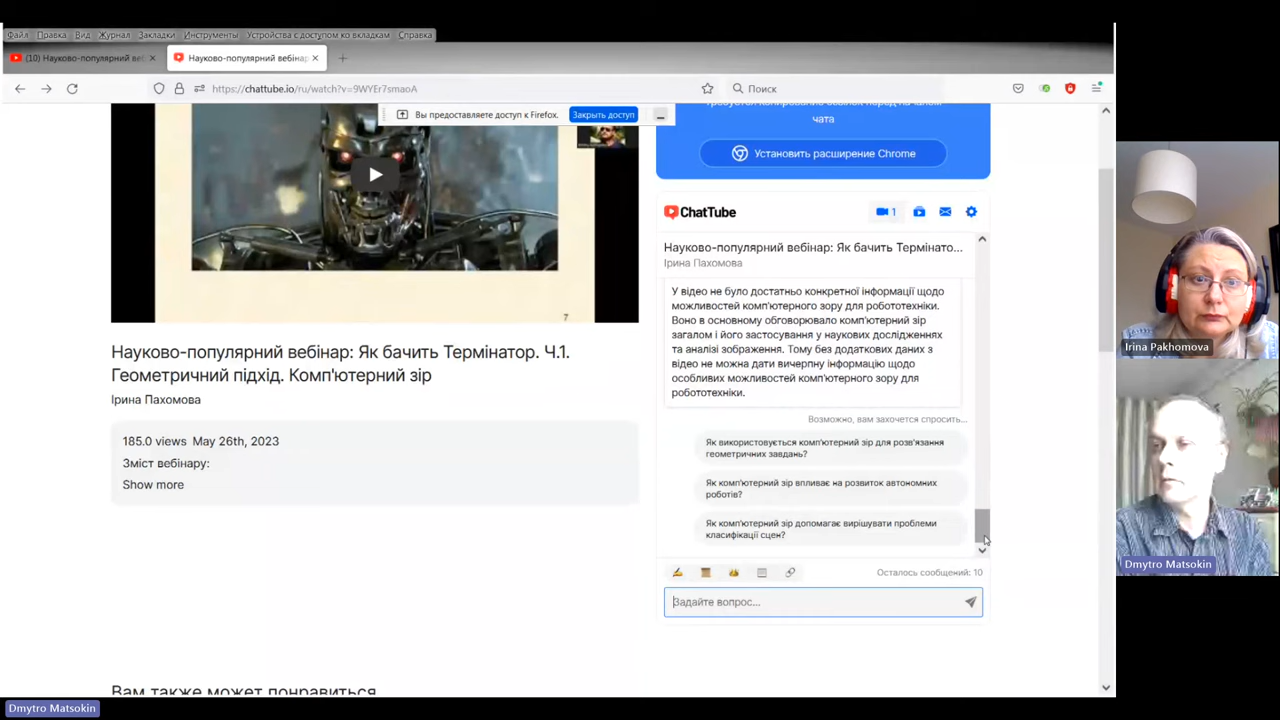 Файл Правка Вид Журнал Закладки Инструменты Устройства с доступом ко вкладкам Справка
(10) Науково-популярний веб
Науково-популярний вебінар:
https://chattube.io/ru/watch?v=9WYEr7smaoA
Поиск
Вы предоставляете доступ к Firefox.
Закрыть доступ
чата
Установить расширение Chrome
ChatTube
1
Науково-популярний вебінар: Як бачить Термінато...
Ірина Пахомова
У відео не було достатньо конкретної інформації щодо
можливостей комп'ютерного зору для робототехніки.
Воно в основному обговорювало комп'ютерний зір
загалом і його застосування у наукових дослідженнях
та аналізі зображення. Тому без додаткових даних з
відео не можна дати вичерпну інформацію щодо
особливих можливостей комп'ютерного зору для
робототехніки.
Возможно, вам захочется спросить...
Як використовується комп'ютерний зір для розв'язання
геометричних завдань?
Як комп'ютерний зір впливає на розвиток автономних
роботів?
Як комп'ютерний зір допомагає вирішувати проблеми
класифікації сцен?
Осталось сообщений: 10
Задайте вопрос...
7
Науково-популярний вебінар: Як бачить Термінатор. Ч.1.
Геометричний підхід. Комп'ютерний зір
Ірина Пахомова
185.0 views May 26th, 2023
Зміст вебінару:
Show more
Вам также может понравиться
Irina Pakhomova
Dmytro Matsokin
Dmytro Matsokin